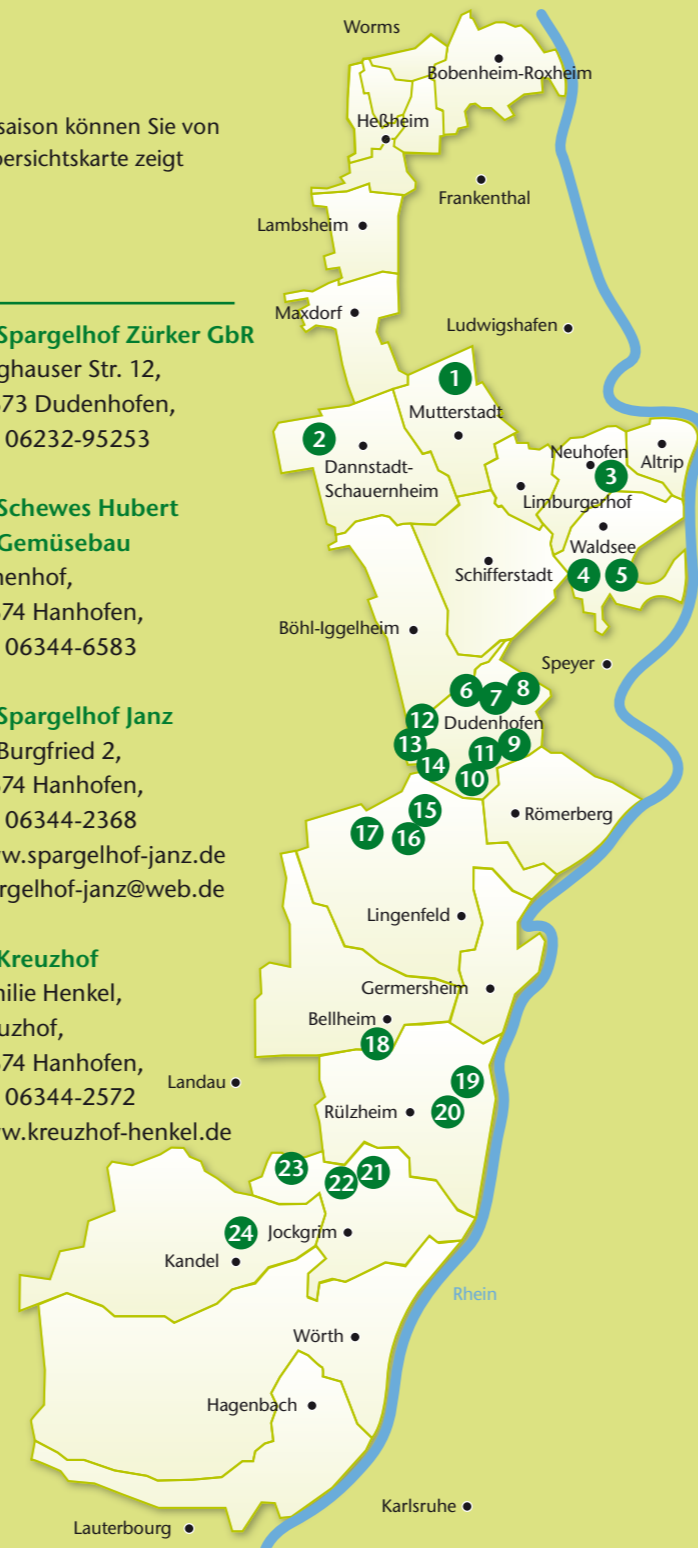 saison können Sie von
bersichtskarte zeigt
Spargelhof Zürker GbR
ghauser Str. 12,
73 Dudenhofen,
06232-95253
Schewes Hubert
Gemüsebau
nenhof,
74 Hanhofen,
06344-6583
Spargelhof Janz
Burgfried 2,
74 Hanhofen,
06344-2368
w.spargelhof-janz.de
rgelhof-janz@web.de
Kreuzhof
nilie Henkel,
uzhof,
74 Hanhofen,
06344-2572
w.kreuzhof-henkel.de
Worms
Bobenheim-Roxheim
Heßheim
Frankenthal
Lambsheim
Maxdorf
Ludwigshafen
1
Mutterstadt
2
Dannstadt-
Schauernheim
Neuhofen
3
Altrip
Limburgerhof
Waldsee
Schifferstadt
4
5
Böhl-Iggelheim
Speyer
6
7
8
12
Dudenhofen
13
11
9
14
10
15
Römerberg
17
16
Lingenfeld
Germersheim
Bellheim
18
Landau
19
Rülzheim
20
23
22
21
24
Jockgrim
Kandel
Rhein
Wörth
Hagenbach
Karlsruhe
Lauterbourg